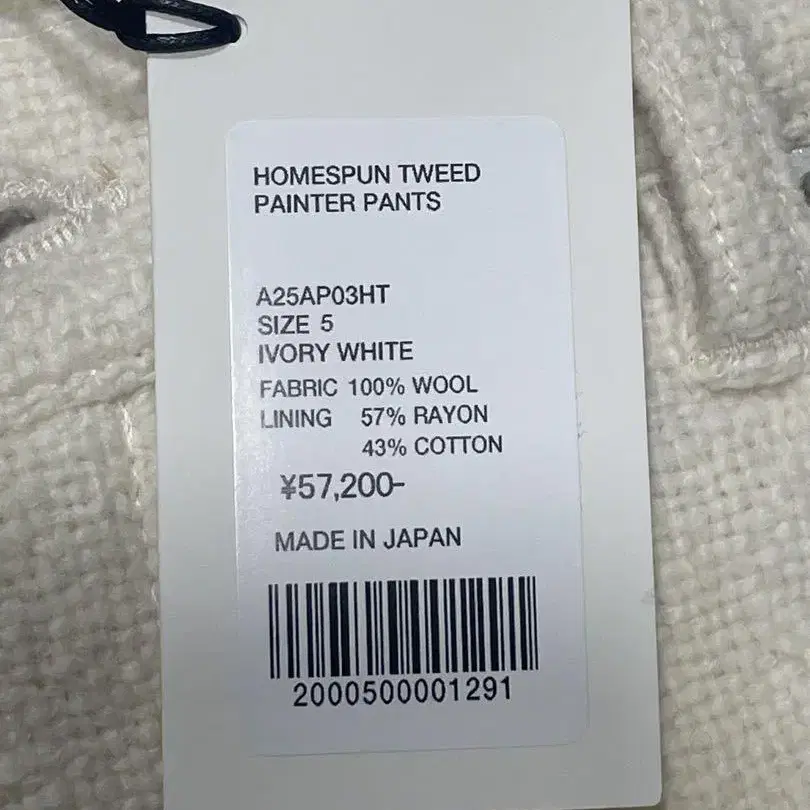 HOMESPUN TWEED
PAINTER PANTS
A25AP03HT
SIZE 5
IVORY WHITE
FABRIC 100% WOOL
LINING 57% RAYON
43% COTTON
¥57,200-
MADE IN JAPAN
2000500001291